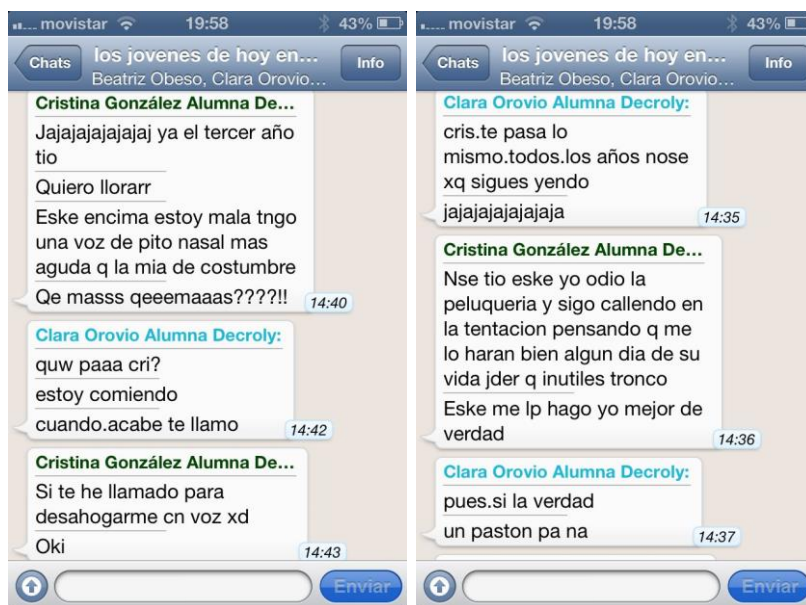 movistar 19:58 43%
Chats
los jovenes de hoy en...
Beatriz Obeso, Clara Orovio...
Info
Cristina González Alumna De...
Jajajajajajajaj ya el tercer año
tio
Quiero llorarr
Eske encima estoy mala tngo
una voz de pito nasal mas
aguda q la mia de costumbre
Qe masss qeeemaaas????!!
14:40
Clara Orovio Alumna Decroly:
quw paaa cri?
estoy comiendo
cuando.acabe te llamo
14:42
Cristina González Alumna De...
Si te he llamado para
desahogarme cn voz xd
Oki
14:43
Enviar
movistar 19:58 43%
Chats
los jovenes de hoy en...
Beatriz Obeso, Clara Orovio...
Info
Clara Orovio Alumna Decroly:
cris.te pasa lo
mismo.todos.los años nose
xq sigues yendo
jajajajajajajaja
14:35
Cristina González Alumna De...
Nse tio eske yo odio la
peluqueria y sigo callendo en
la tentacion pensando q me
lo haran bien algun dia de su
vida jder q inutiles tronco
Eske me lp hago yo mejor de
verdad
14:36
Clara Orovio Alumna Decroly:
pues.si la verdad
un paston pa na
14:37
Enviar